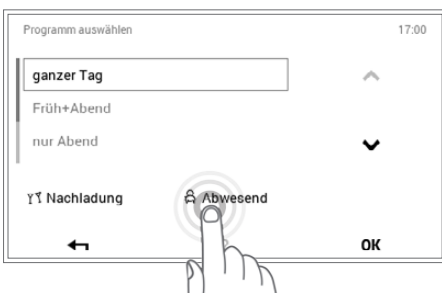 Programm auswählen 17:00
ganzer Tag
Früh+Abend
nur Abend
Nachladung Abwesend
OK